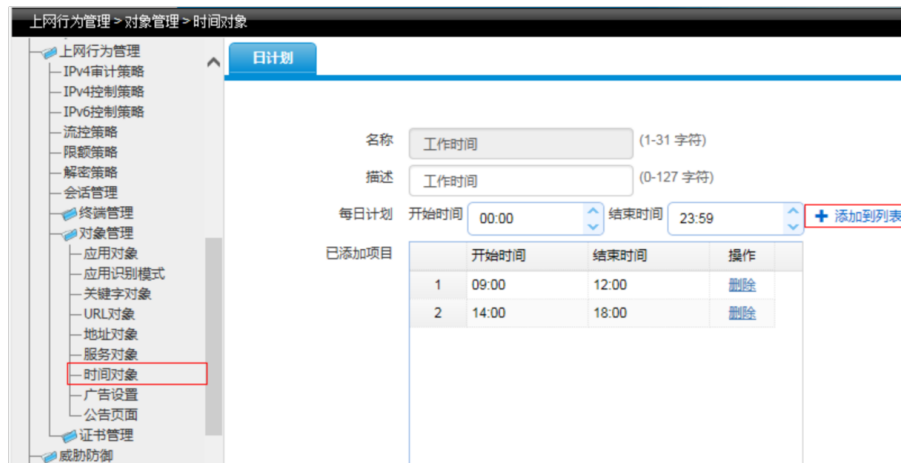 上网行为管理 > 对象管理 > 时间对象
上网行为管理
IPv4审计策略
IPv4控制策略
IPv6控制策略
流控策略
限额策略
解密策略
会话管理
终端管理
对象管理
应用对象
应用识别模式
关键字对象
URL对象
地址对象
服务对象
时间对象
广告设置
公告页面
证书管理
威胁防御
日计划
名称 工作时间 (1-31 字符)
描述 工作时间 (0-127 字符)
每日计划 开始时间 00:00 结束时间 23:59 添加到列表
已添加项目
开始时间 结束时间 操作
1 09:00 12:00 删除
2 14:00 18:00 删除